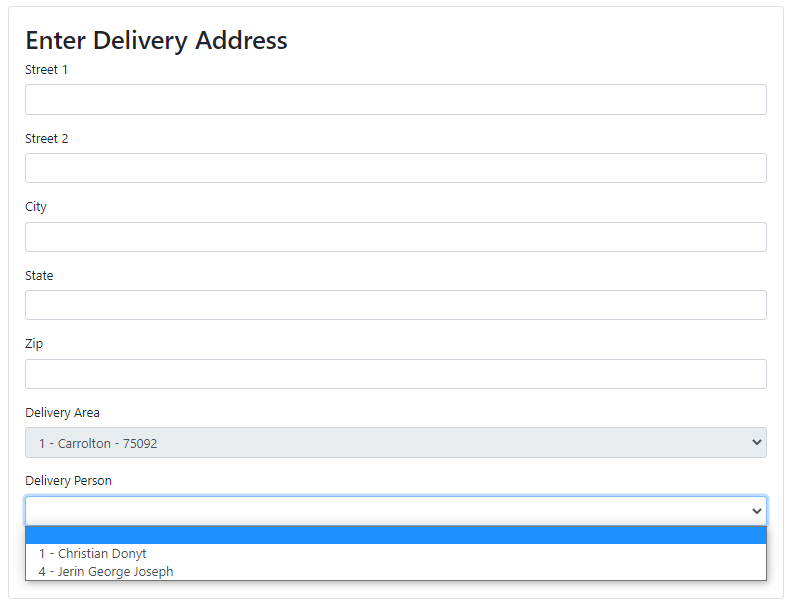 Enter Delivery Address
Street 1
Street 2
City
State
Zip
Delivery Area
1 - Carrolton - 75092
Delivery Person
1 - Christian Donyt
4 - Jerin George Joseph